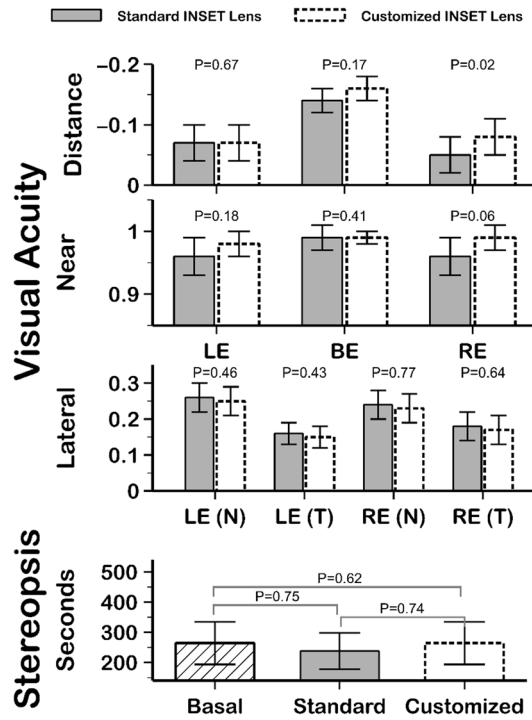 Standard INSET Lens Customized INSET Lens
Visual Acuity
Distance
−0.2
−0.1
0
P=0.67 P=0.17 P=0.02
Near
1
0.9
P=0.18 P=0.41 P=0.06
LE BE RE
Lateral
0.3
0.2
0.1
0
P=0.46 P=0.43 P=0.77 P=0.64
LE (N) LE (T) RE (N) RE (T)
Stereopsis
Seconds
500
400
300
200
P=0.62
P=0.75
P=0.74
Basal Standard Customized